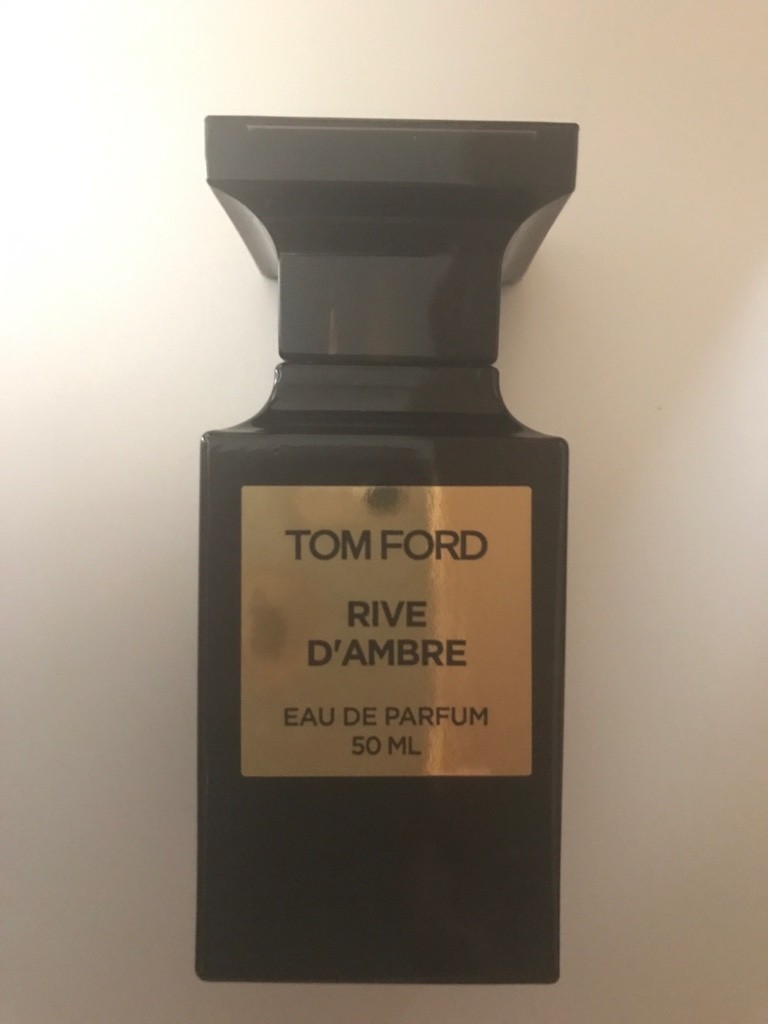 TOM FORD
RIVE
D'AMBRE
EAU DE PARFUM
50 ML